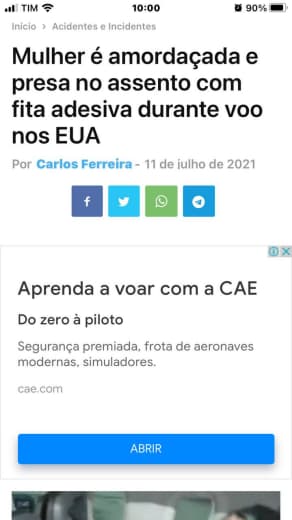 TIM 10:00 90%
Início > Acidentes e Incidentes
Mulher é amordaçada e
presa no assento com
fita adesiva durante voo
nos EUA
Por Carlos Ferreira - 11 de julho de 2021
Aprenda a voar com a CAE
Do zero à piloto
Segurança premiada, frota de aeronaves
modernas, simuladores.
cae.com
ABRIR